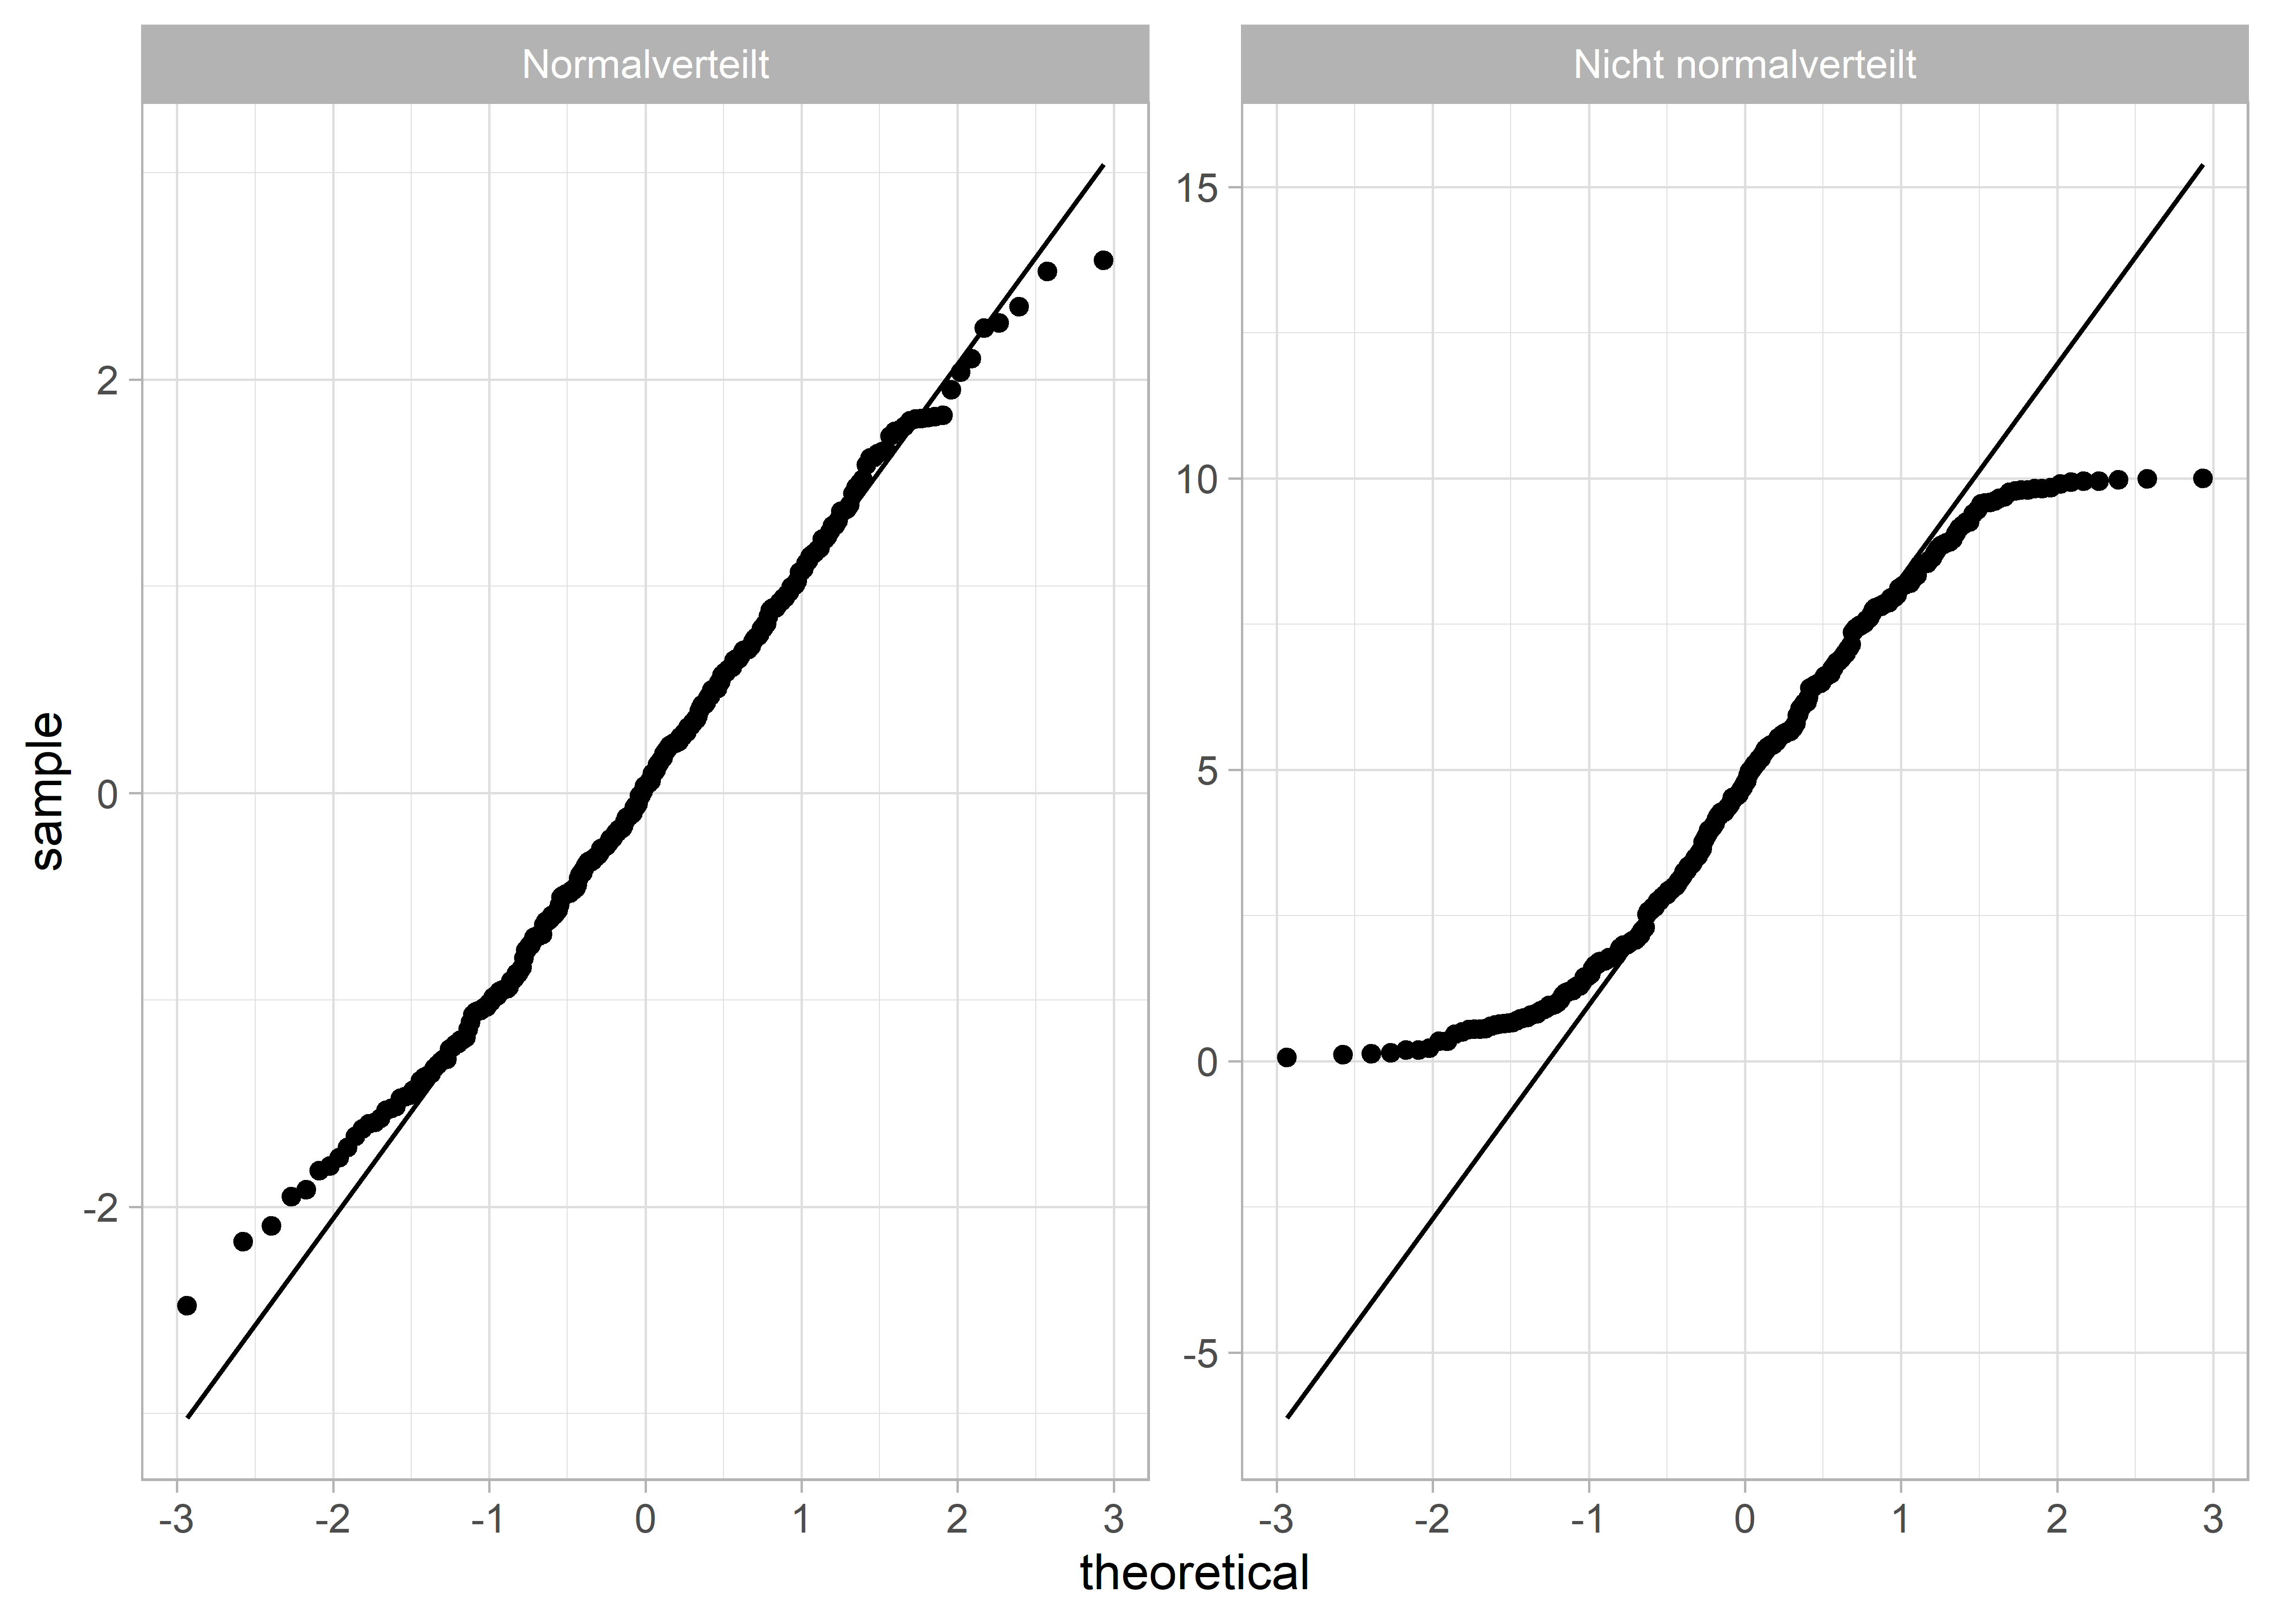 Normalverteilt
Nicht normalverteilt
sample
2
0
-2
15
10
5
0
-5
-3 -2 -1 0 1 2 3
-3 -2 -1 0 1 2 3
theoretical